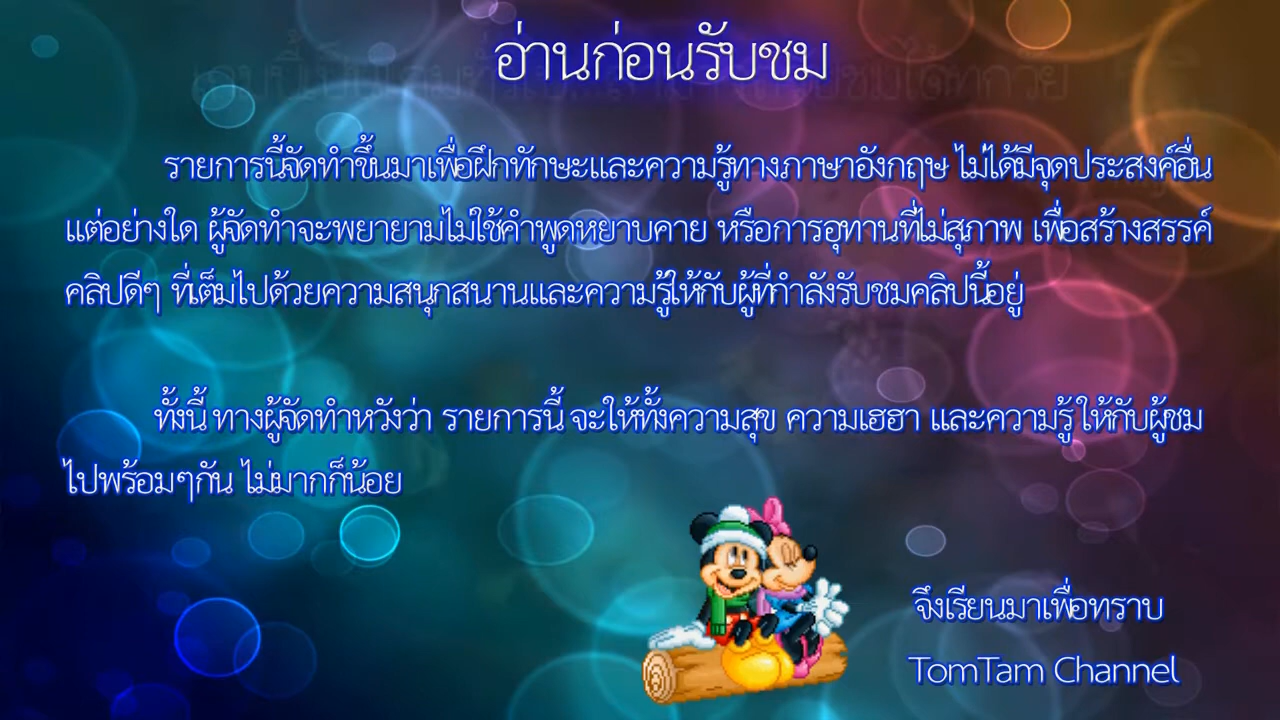 อ่านก่อนรับชม
รายการนี้จัดทำขึ้นมาเพื่อฝึกทักษะและความรู้ทางภาษาอังกฤษ ไม่ได้มีจุดประสงค์อื่น
แต่อย่างใด ผู้จัดทำจะพยายามไม่ใช้คำพูดหยาบคาย หรือการอุทานที่ไม่สุภาพ เพื่อสร้างสรรค์
คลิปดีๆ ที่เต็มไปด้วยความสนุกสนานและความรู้ให้กับผู้ที่กำลังรับชมคลิปนี้อยู่
ทั้งนี้ ทางผู้จัดทำหวังว่า รายการนี้ จะให้ทั้งความสุข ความเฮฮา และความรู้ ให้กับผู้ชม
ไปพร้อมๆกัน ไม่มากก็น้อย
จึงเรียนมาเพื่อทราบ
TomTam Channel